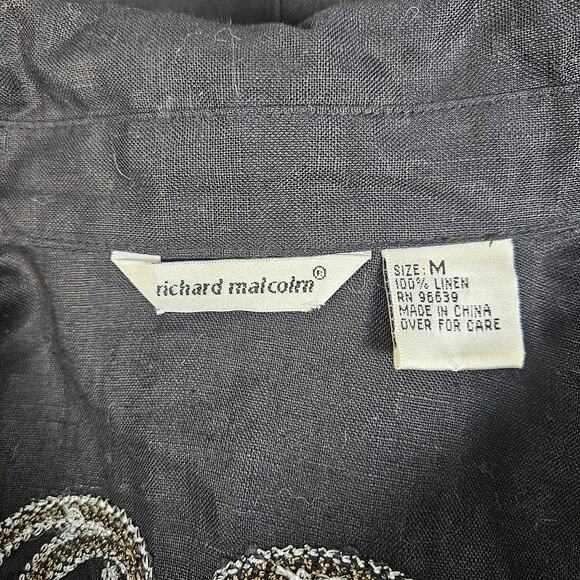 richard malcolm®
SIZE: M
100% LINEN
RN 96639
MADE IN CHINA
OVER FOR CARE